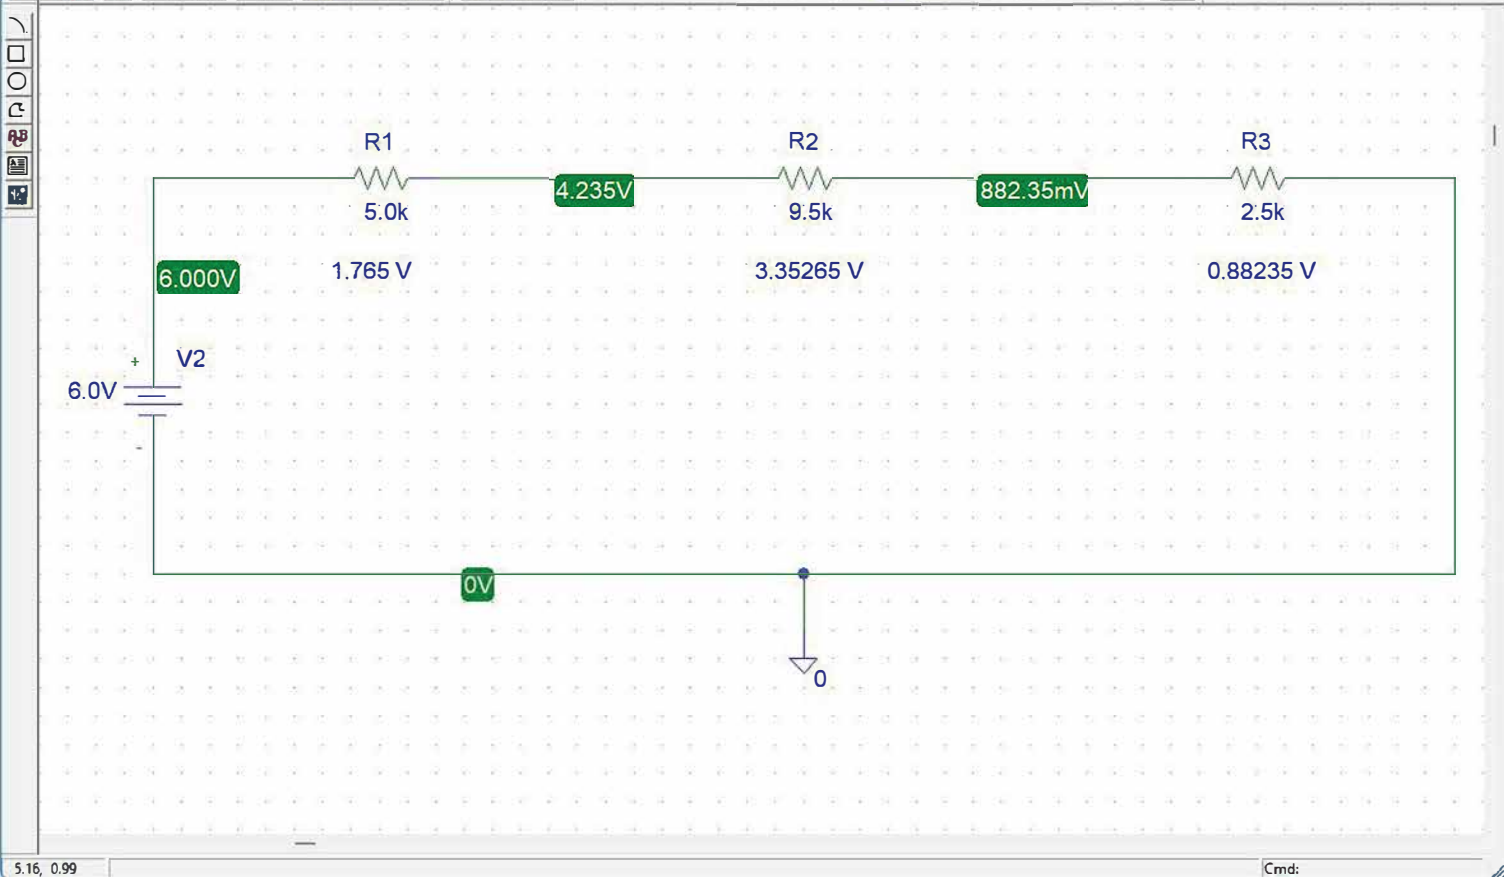 ABC
R1
R2
R3
4.235V
882.35mV
5.0k
9.5k
2.5k
1.765 V
3.35265 V
0.88235 V
6.000V
+
V2
6.0V
-
0V
0
5.16, 0.99
Cmd: